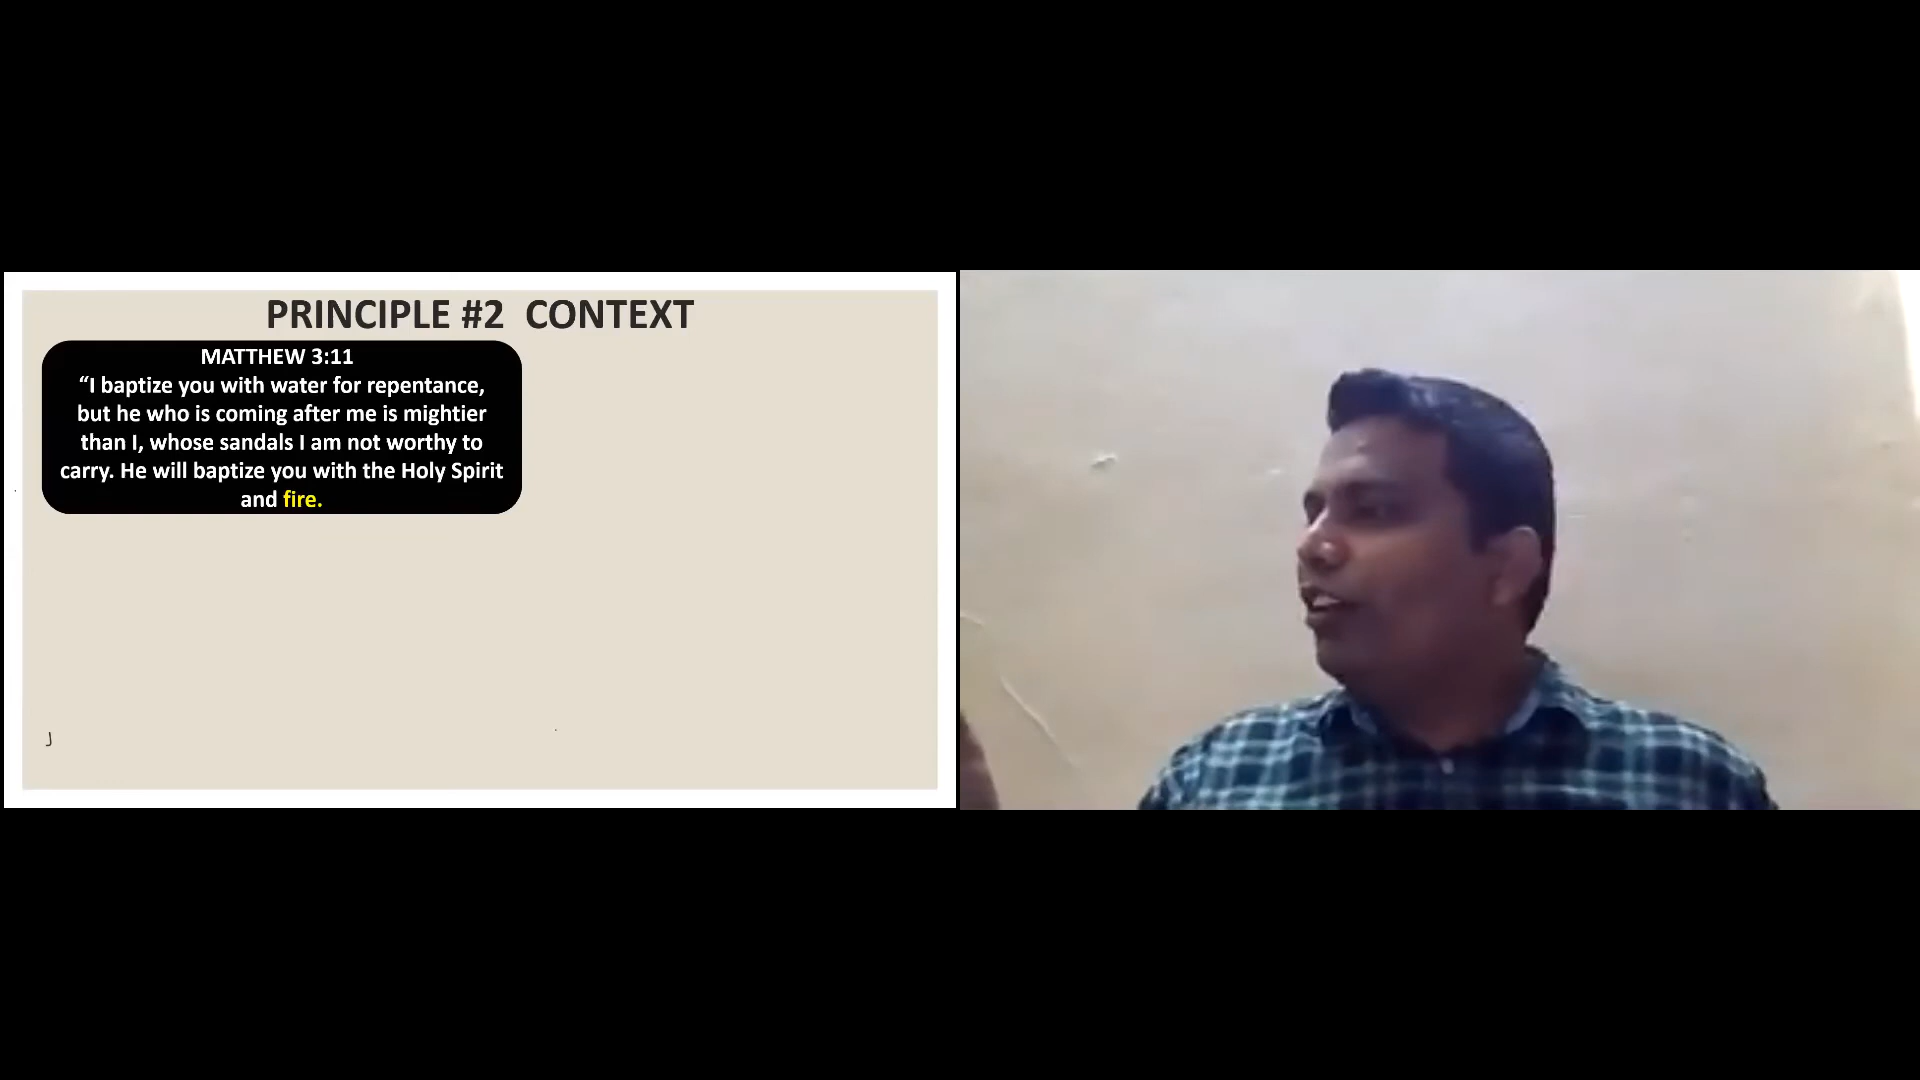 PRINCIPLE #2 CONTEXT
MATTHEW 3:11
“I baptize you with water for repentance,
but he who is coming after me is mightier
than I, whose sandals I am not worthy to
carry. He will baptize you with the Holy Spirit
and fire.
J